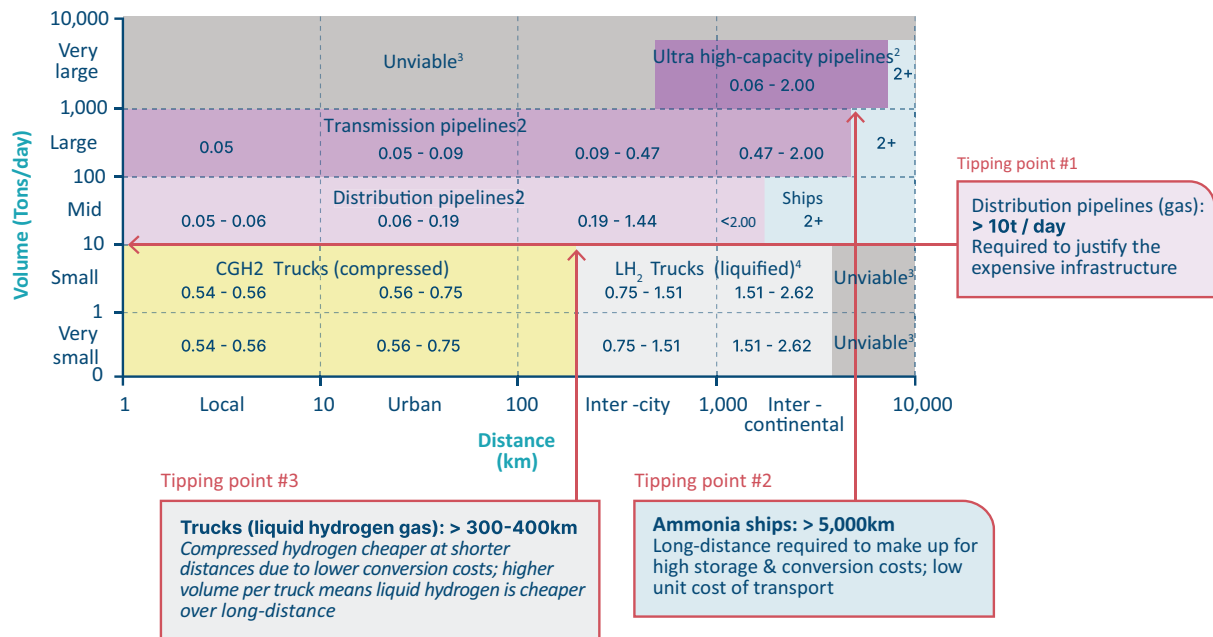 10,000
Very
large
Unviable³
Ultra high-capacity pipelines²
0.06 - 2.00
2+
1,000
Large
Transmission pipelines2
0.05
0.05 - 0.09
0.09 - 0.47
0.47 - 2.00
2+
100
Mid
Distribution pipelines2
0.05 - 0.06
0.06 - 0.19
0.19 - 1.44
<2.00
Ships
2+
10
Small
CGH2 Trucks (compressed)
0.54 - 0.56
0.56 - 0.75
LH₂ Trucks (liquified)⁴
0.75 - 1.51
1.51 - 2.62
Unviable³
1
Very
small
0.54 - 0.56
0.56 - 0.75
0.75 - 1.51
1.51 - 2.62
Unviable³
0
Volume (Tons/day)
1
Local
10
Urban
100
Inter -city
1,000
Inter -
continental
10,000
Distance
(km)
Tipping point #1
Distribution pipelines (gas):
> 10t / day
Required to justify the
expensive infrastructure
Tipping point #3
Trucks (liquid hydrogen gas): > 300-400km
Compressed hydrogen cheaper at shorter
distances due to lower conversion costs; higher
volume per truck means liquid hydrogen is cheaper
over long-distance
Tipping point #2
Ammonia ships: > 5,000km
Long-distance required to make up for
high storage & conversion costs; low
unit cost of transport